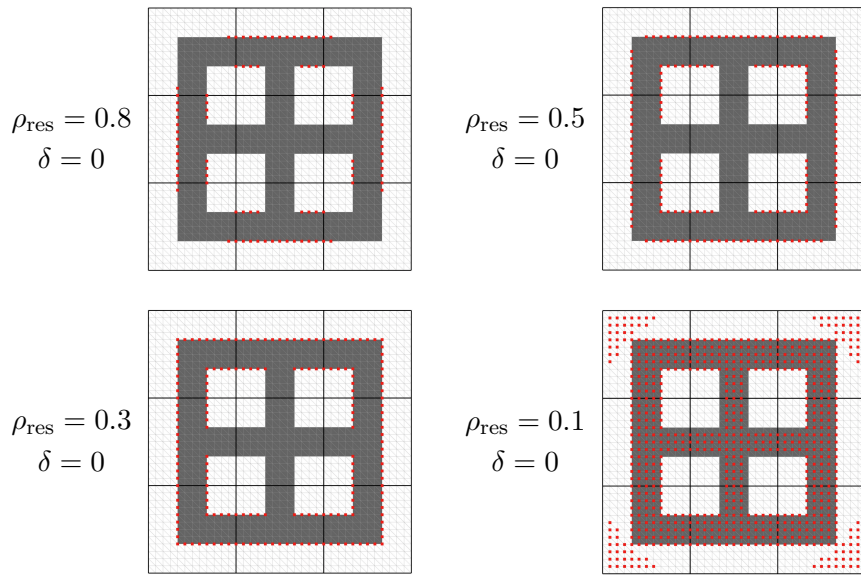 ρres = 0.8
δ = 0
ρres = 0.5
δ = 0
ρres = 0.3
δ = 0
ρres = 0.1
δ = 0